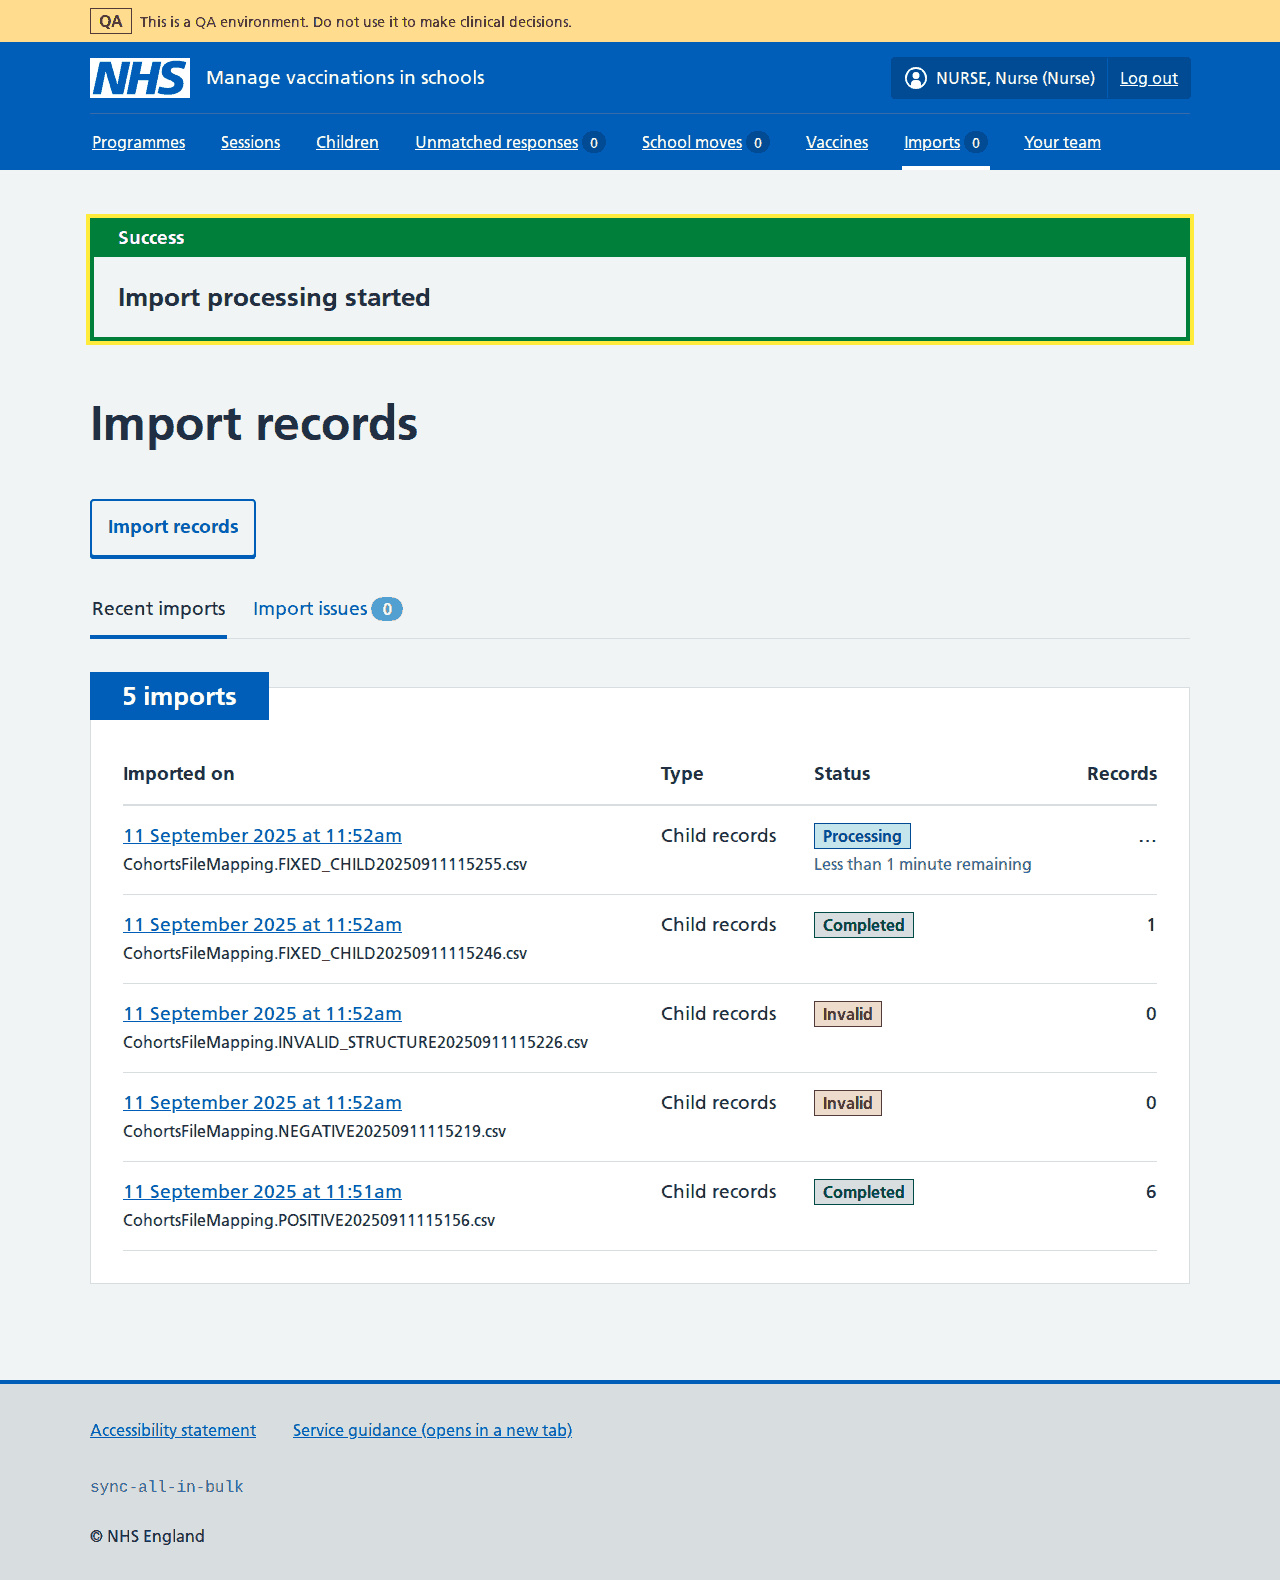 QA This is a QA environment. Do not use it to make clinical decisions.
NHS Manage vaccinations in schools NURSE, Nurse (Nurse) Log out
Programmes Sessions Children Unmatched responses 0 School moves 0 Vaccines Imports 0 Your team
Success
Import processing started
Import records
Import records
Recent imports Import issues 0
5 imports
Imported on Type Status Records
11 September 2025 at 11:52am Child records Processing ...
CohortsFileMapping.FIXED_CHILD20250911115255.csv Less than 1 minute remaining
11 September 2025 at 11:52am Child records Completed 1
CohortsFileMapping.FIXED_CHILD20250911115246.csv
11 September 2025 at 11:52am Child records Invalid 0
CohortsFileMapping.INVALID_STRUCTURE20250911115226.csv
11 September 2025 at 11:52am Child records Invalid 0
CohortsFileMapping.NEGATIVE20250911115219.csv
11 September 2025 at 11:51am Child records Completed 6
CohortsFileMapping.POSITIVE20250911115156.csv
Accessibility statement Service guidance (opens in a new tab)
sync-all-in-bulk
© NHS England